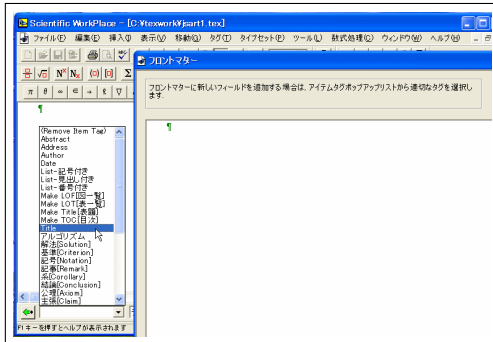 Scientific WorkPlace - [C:¥texwork¥jsart1.tex]
ファイル(F) 編集(E) 挿入(I) 表示(V) 移動(G) タグ(T) タイプセット(P) ツール(L) 数式処理(C) ウィンドウ(W) ヘルプ(H)
フロントマター
フロントマターに新しいフィールドを追加する場合は、アイテムタグポップアップリストから適切なタグを選択し
ます.
(Remove Item Tag)
Abstract
Address
Author
Date
List-記号付き
List-見出し付き
List-番号付き
Make LOF[図一覧]
Make LOT[表一覧]
Make Title[表題]
Make TOC[目次]
Title
アルゴリズム
解法[Solution]
基準[Criterion]
記号[Notation]
記事[Remark]
系[Corollary]
結論[Conclusion]
公理[Axiom]
主張[Claim]
F1 キーを押すとヘルプが表示されます